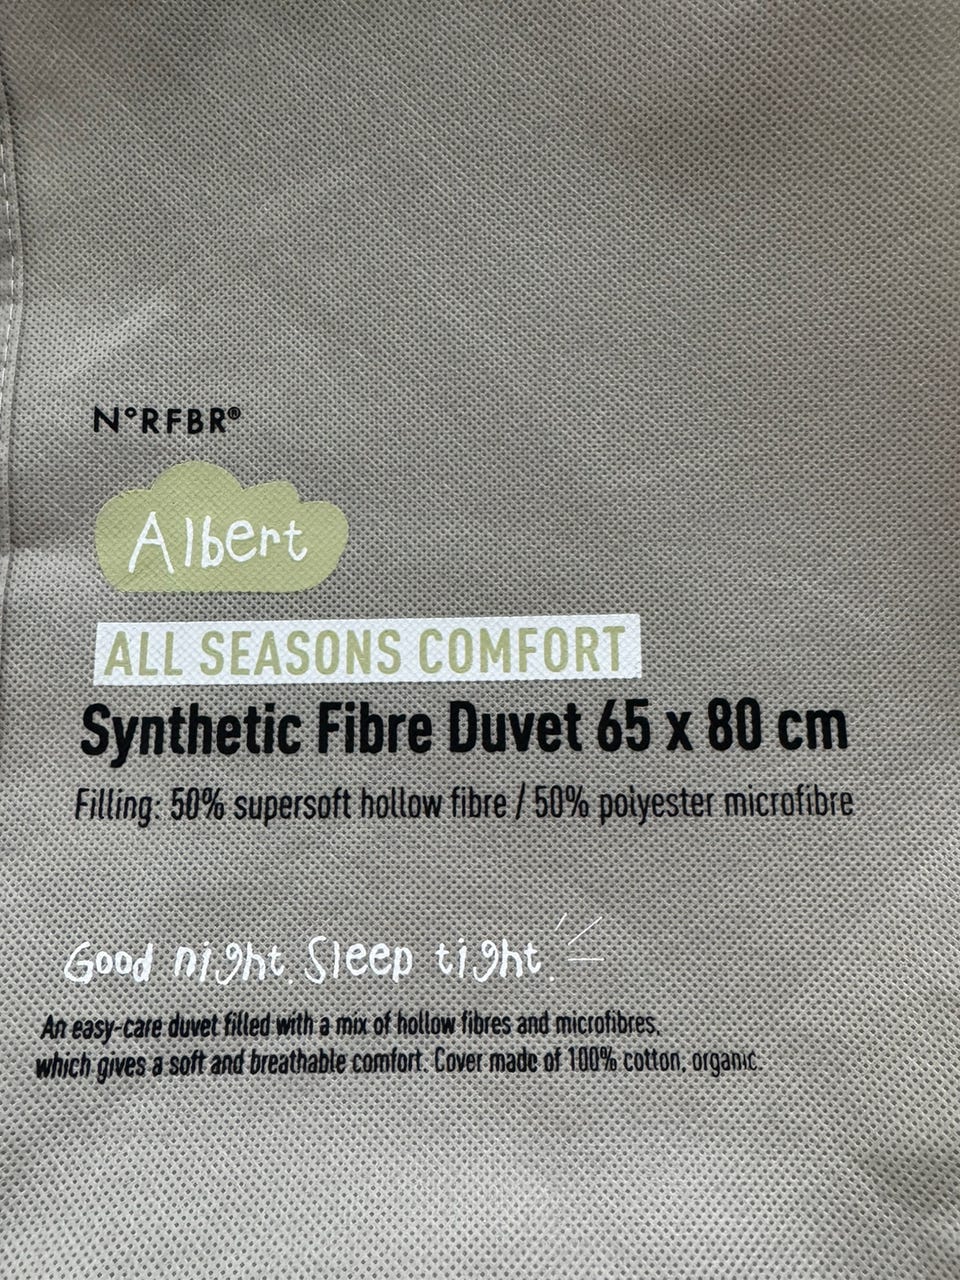 N°RFBR®
Albert
ALL SEASONS COMFORT
Synthetic Fibre Duvet 65 x 80 cm
Filling: 50% supersoft hollow fibre / 50% polyester microfibre
Good night. Sleep tight.
An easy-care duvet filled with a mix of hollow fibres and microfibres,
which gives a soft and breathable comfort. Cover made of 100% cotton, organic.